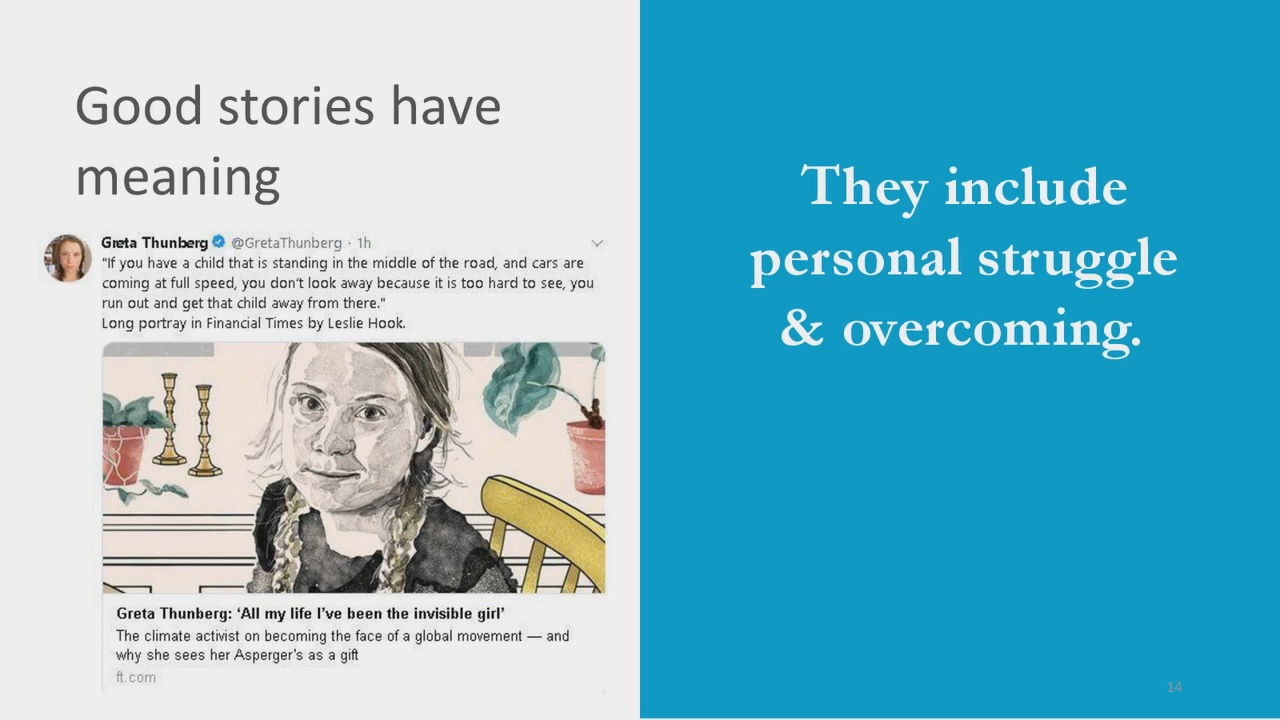 Good stories have
meaning
Greta Thunberg @GretaThunberg · 1h
"If you have a child that is standing in the middle of the road, and cars are
coming at full speed, you don't look away because it is too hard to see, you
run out and get that child away from there."
Long portray in Financial Times by Leslie Hook.
Greta Thunberg: ‘All my life I’ve been the invisible girl’
The climate activist on becoming the face of a global movement — and
why she sees her Asperger's as a gift
ft.com
They include
personal struggle
& overcoming.
14